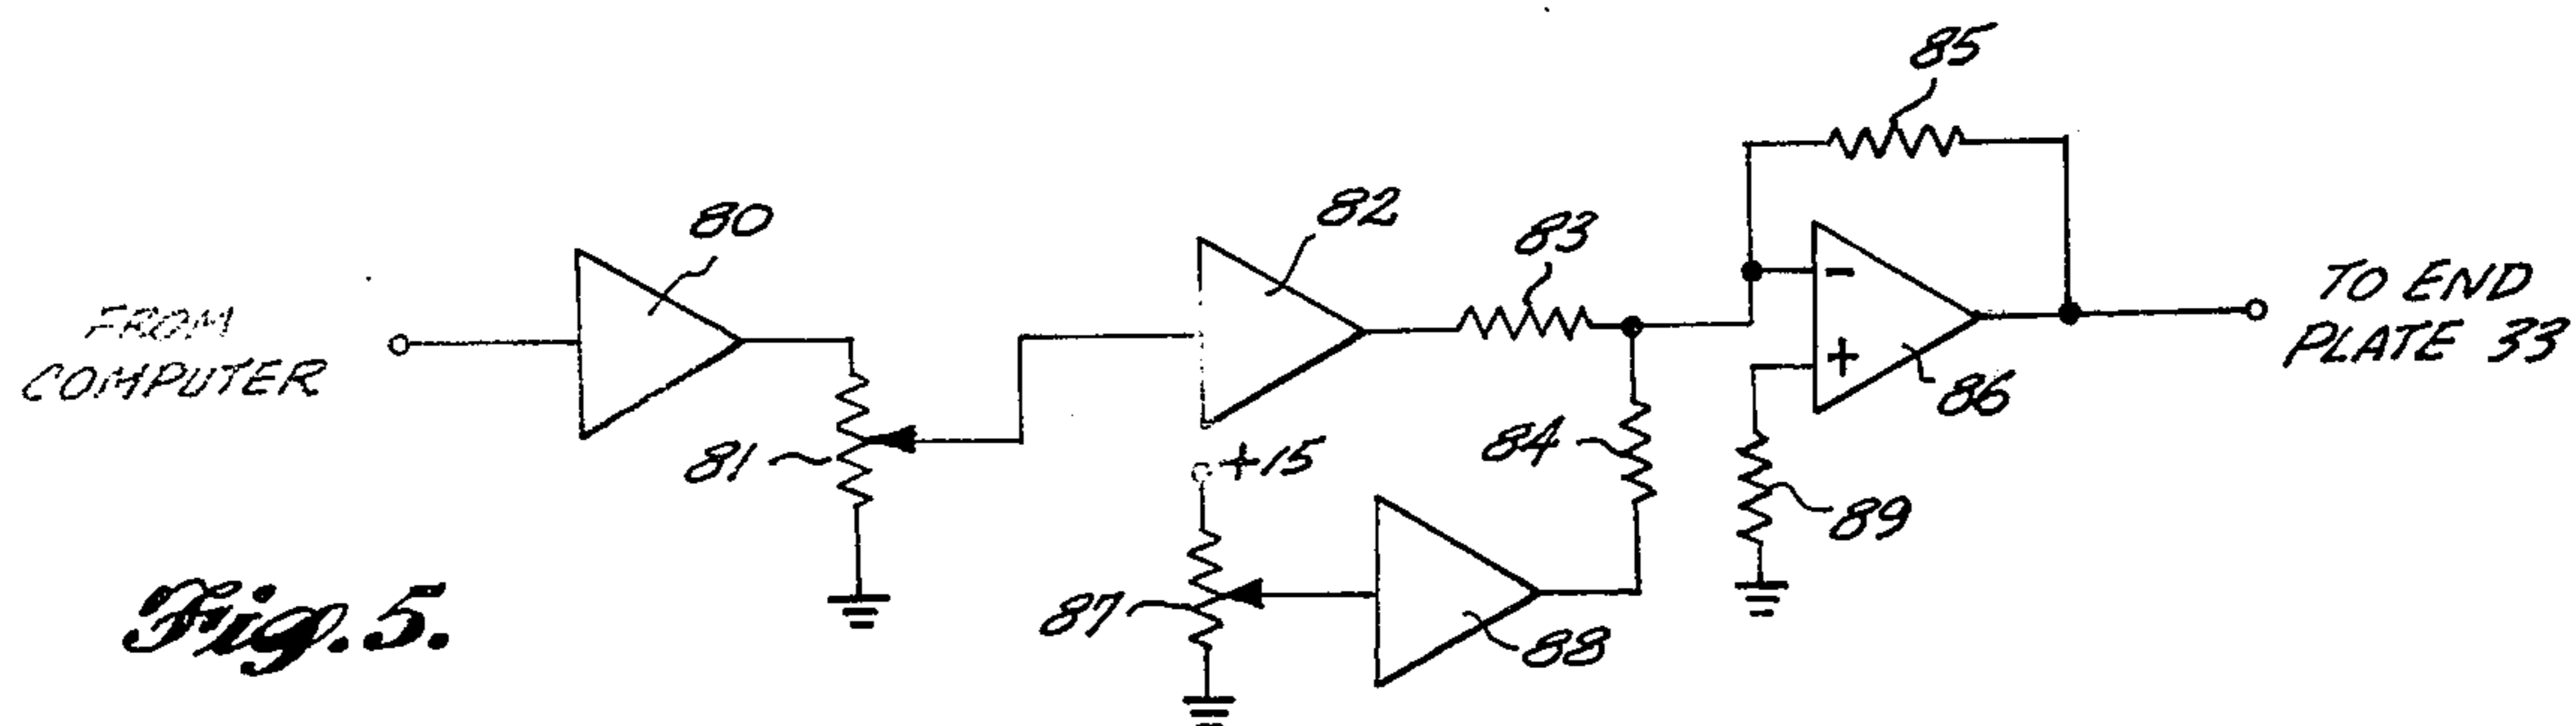 85
80
82
83
FROM
COMPUTER
-
+
TO END
PLATE 33
86
81
+15
84
89
87
88
Fig. 5.